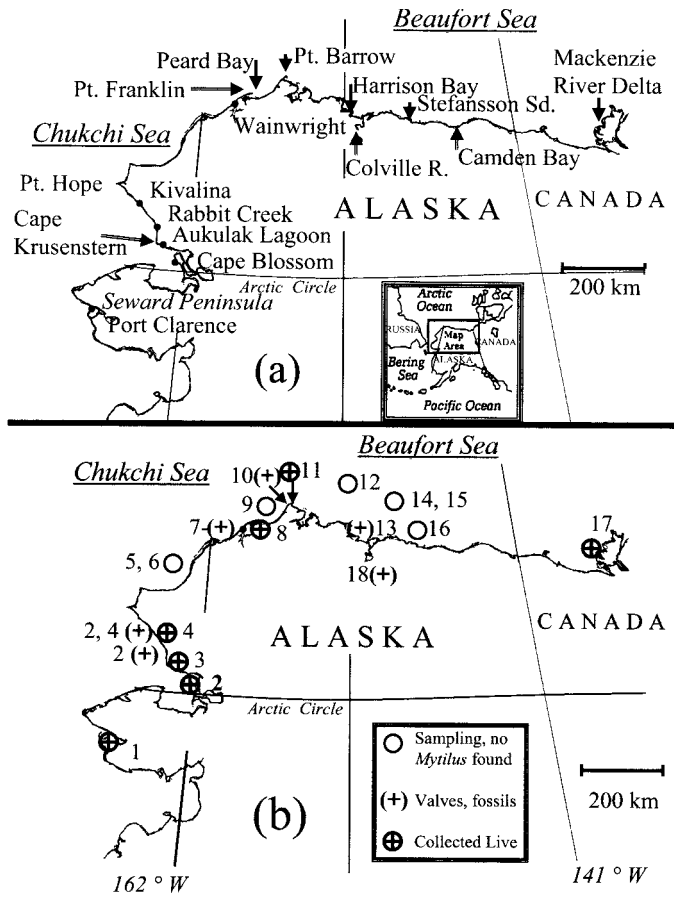 Beaufort Sea
Peard Bay
Pt. Barrow
Mackenzie
River Delta
Pt. Franklin
Harrison Bay
Stefansson Sd.
Wainwright
Chukchi Sea
Colville R.
Camden Bay
Pt. Hope
Kivalina
ALASKA
CANADA
Cape
Krusenstern
Rabbit Creek
Aukulak Lagoon
Cape Blossom
200 km
Arctic Circle
Seward Peninsula
Port Clarence
(a)
Arctic
Ocean
RUSSIA
Map
Area
CANADA
ALASKA
Bering
Sea
Pacific Ocean
Beaufort Sea
Chukchi Sea
10(+)
11
12
9
14, 15
7-(+)
8
(+)13
16
17
5, 6
18(+)
2, 4 (+)
4
2 (+)
3
2
ALASKA
CANADA
Arctic Circle
1
Sampling, no
Mytilus found
(+) Valves, fossils
Collected Live
200 km
(b)
162 ° W
141 ° W